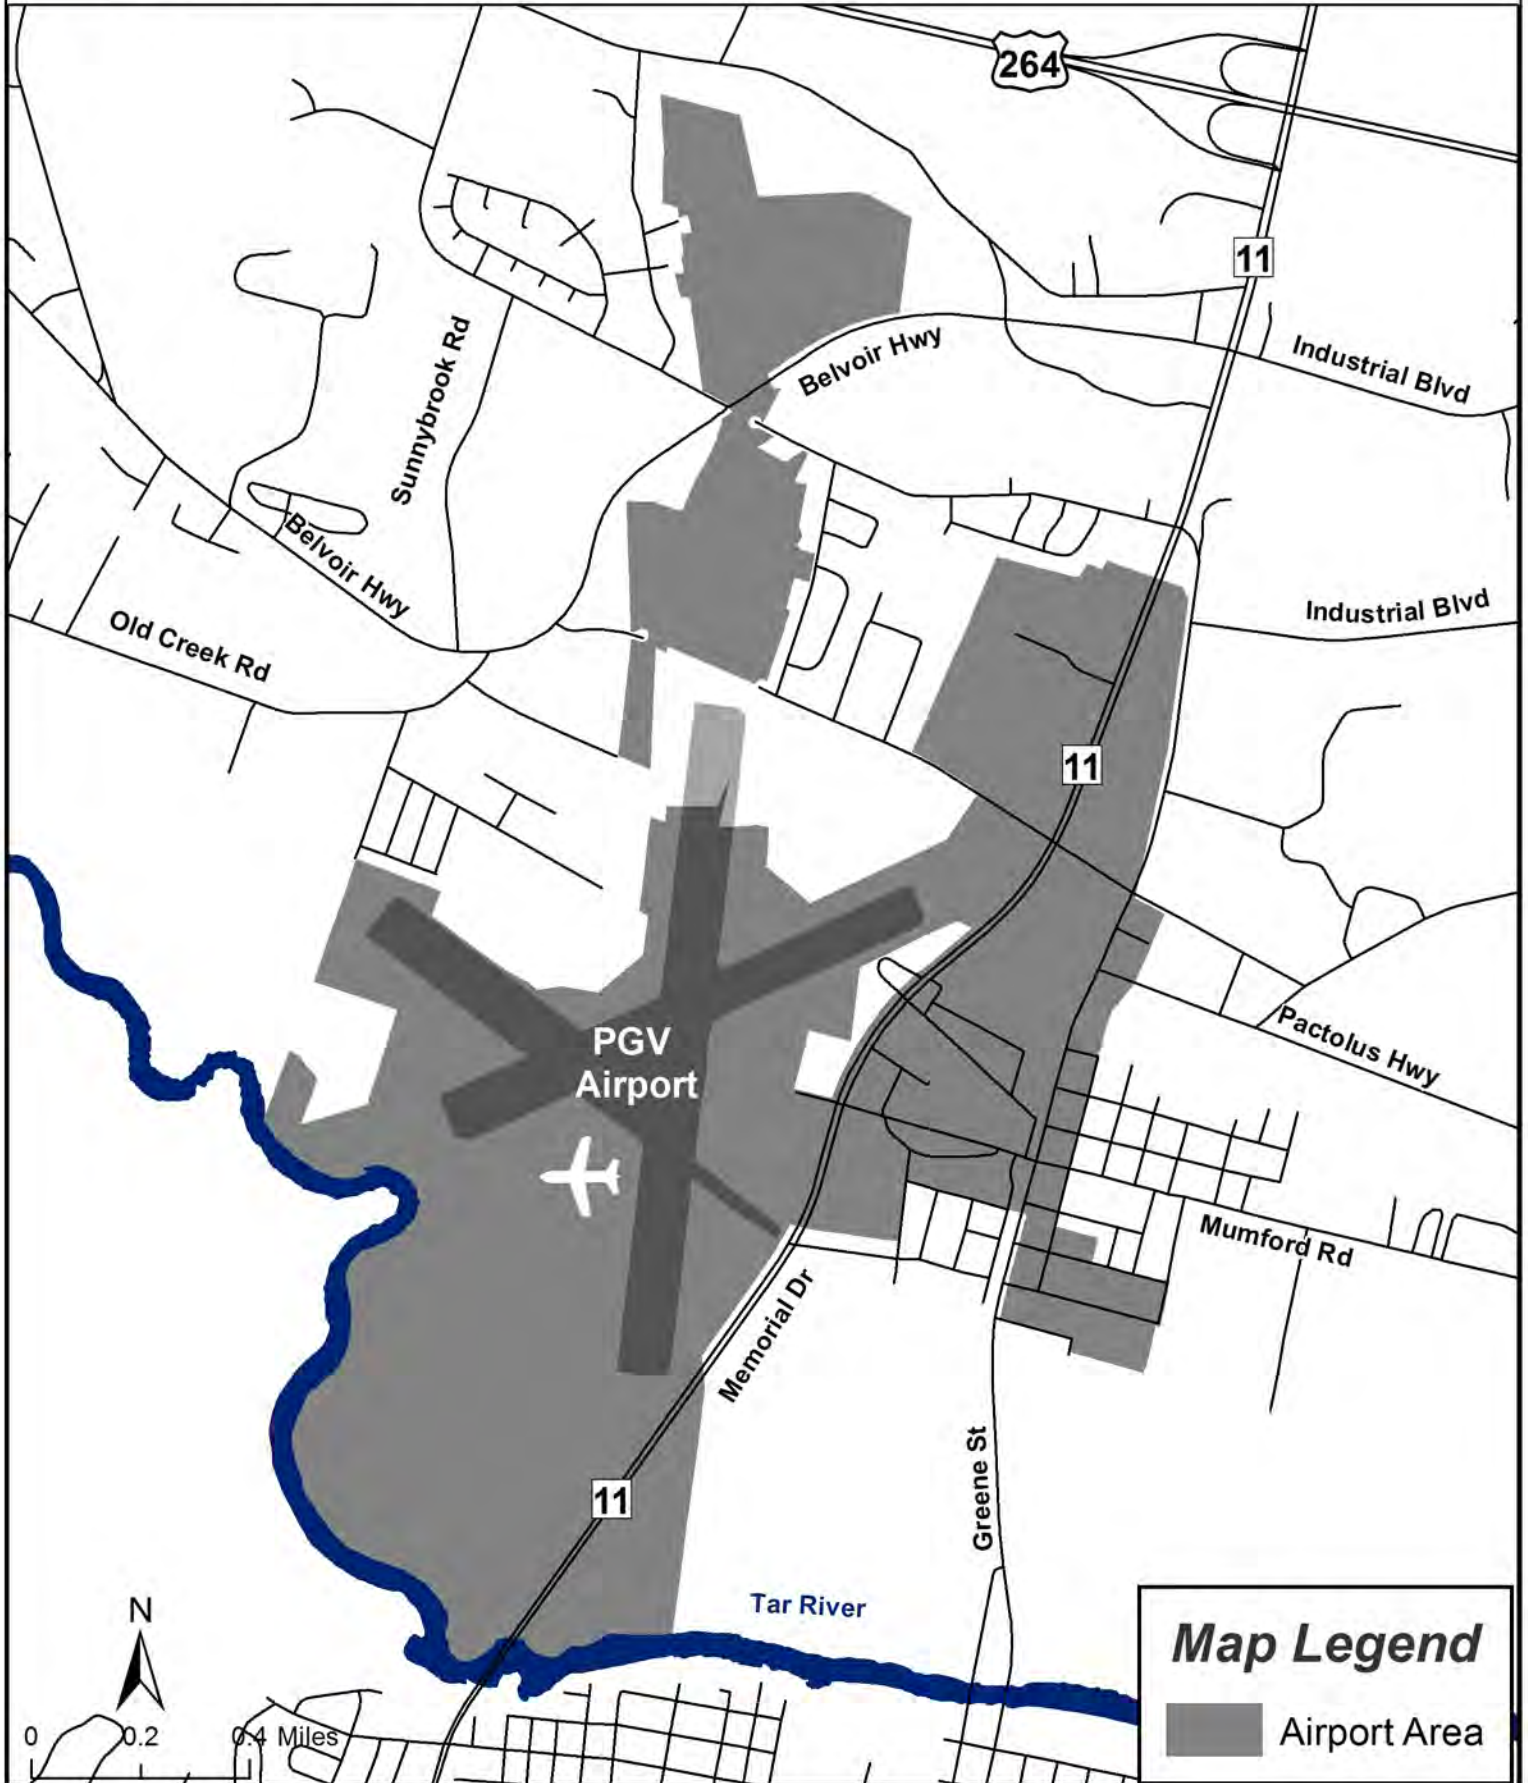 264
11
Industrial Blvd
Belvoir Hwy
Sunnybrook Rd
Belvoir Hwy
Industrial Blvd
Old Creek Rd
11
PGV
Airport
Pactolus Hwy
Mumford Rd
Memorial Dr
Greene St
11
Tar River
N
0 0.2 0.4 Miles
Map Legend
Airport Area